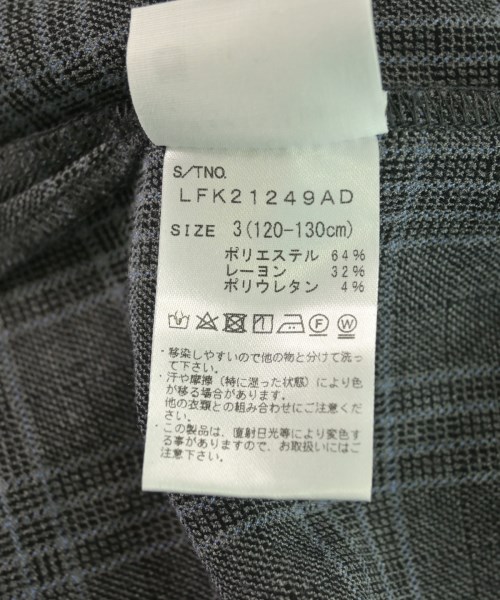 S/TNO.
LFK21249AD
SIZE 3(120-130cm)
ポリエステル 64%
レーヨン 32%
ポリウレタン 4%
F W
・移染しやすいので他の物と分けて洗っ
て下さい。
・汗や摩擦(特に湿った状態)により色
が移る場合があります。
他の衣類との組み合わせにご注意くださ
い。
・この製品は、直射日光等により変色す
る事がありますので、お取扱いにはご
注意下さい。